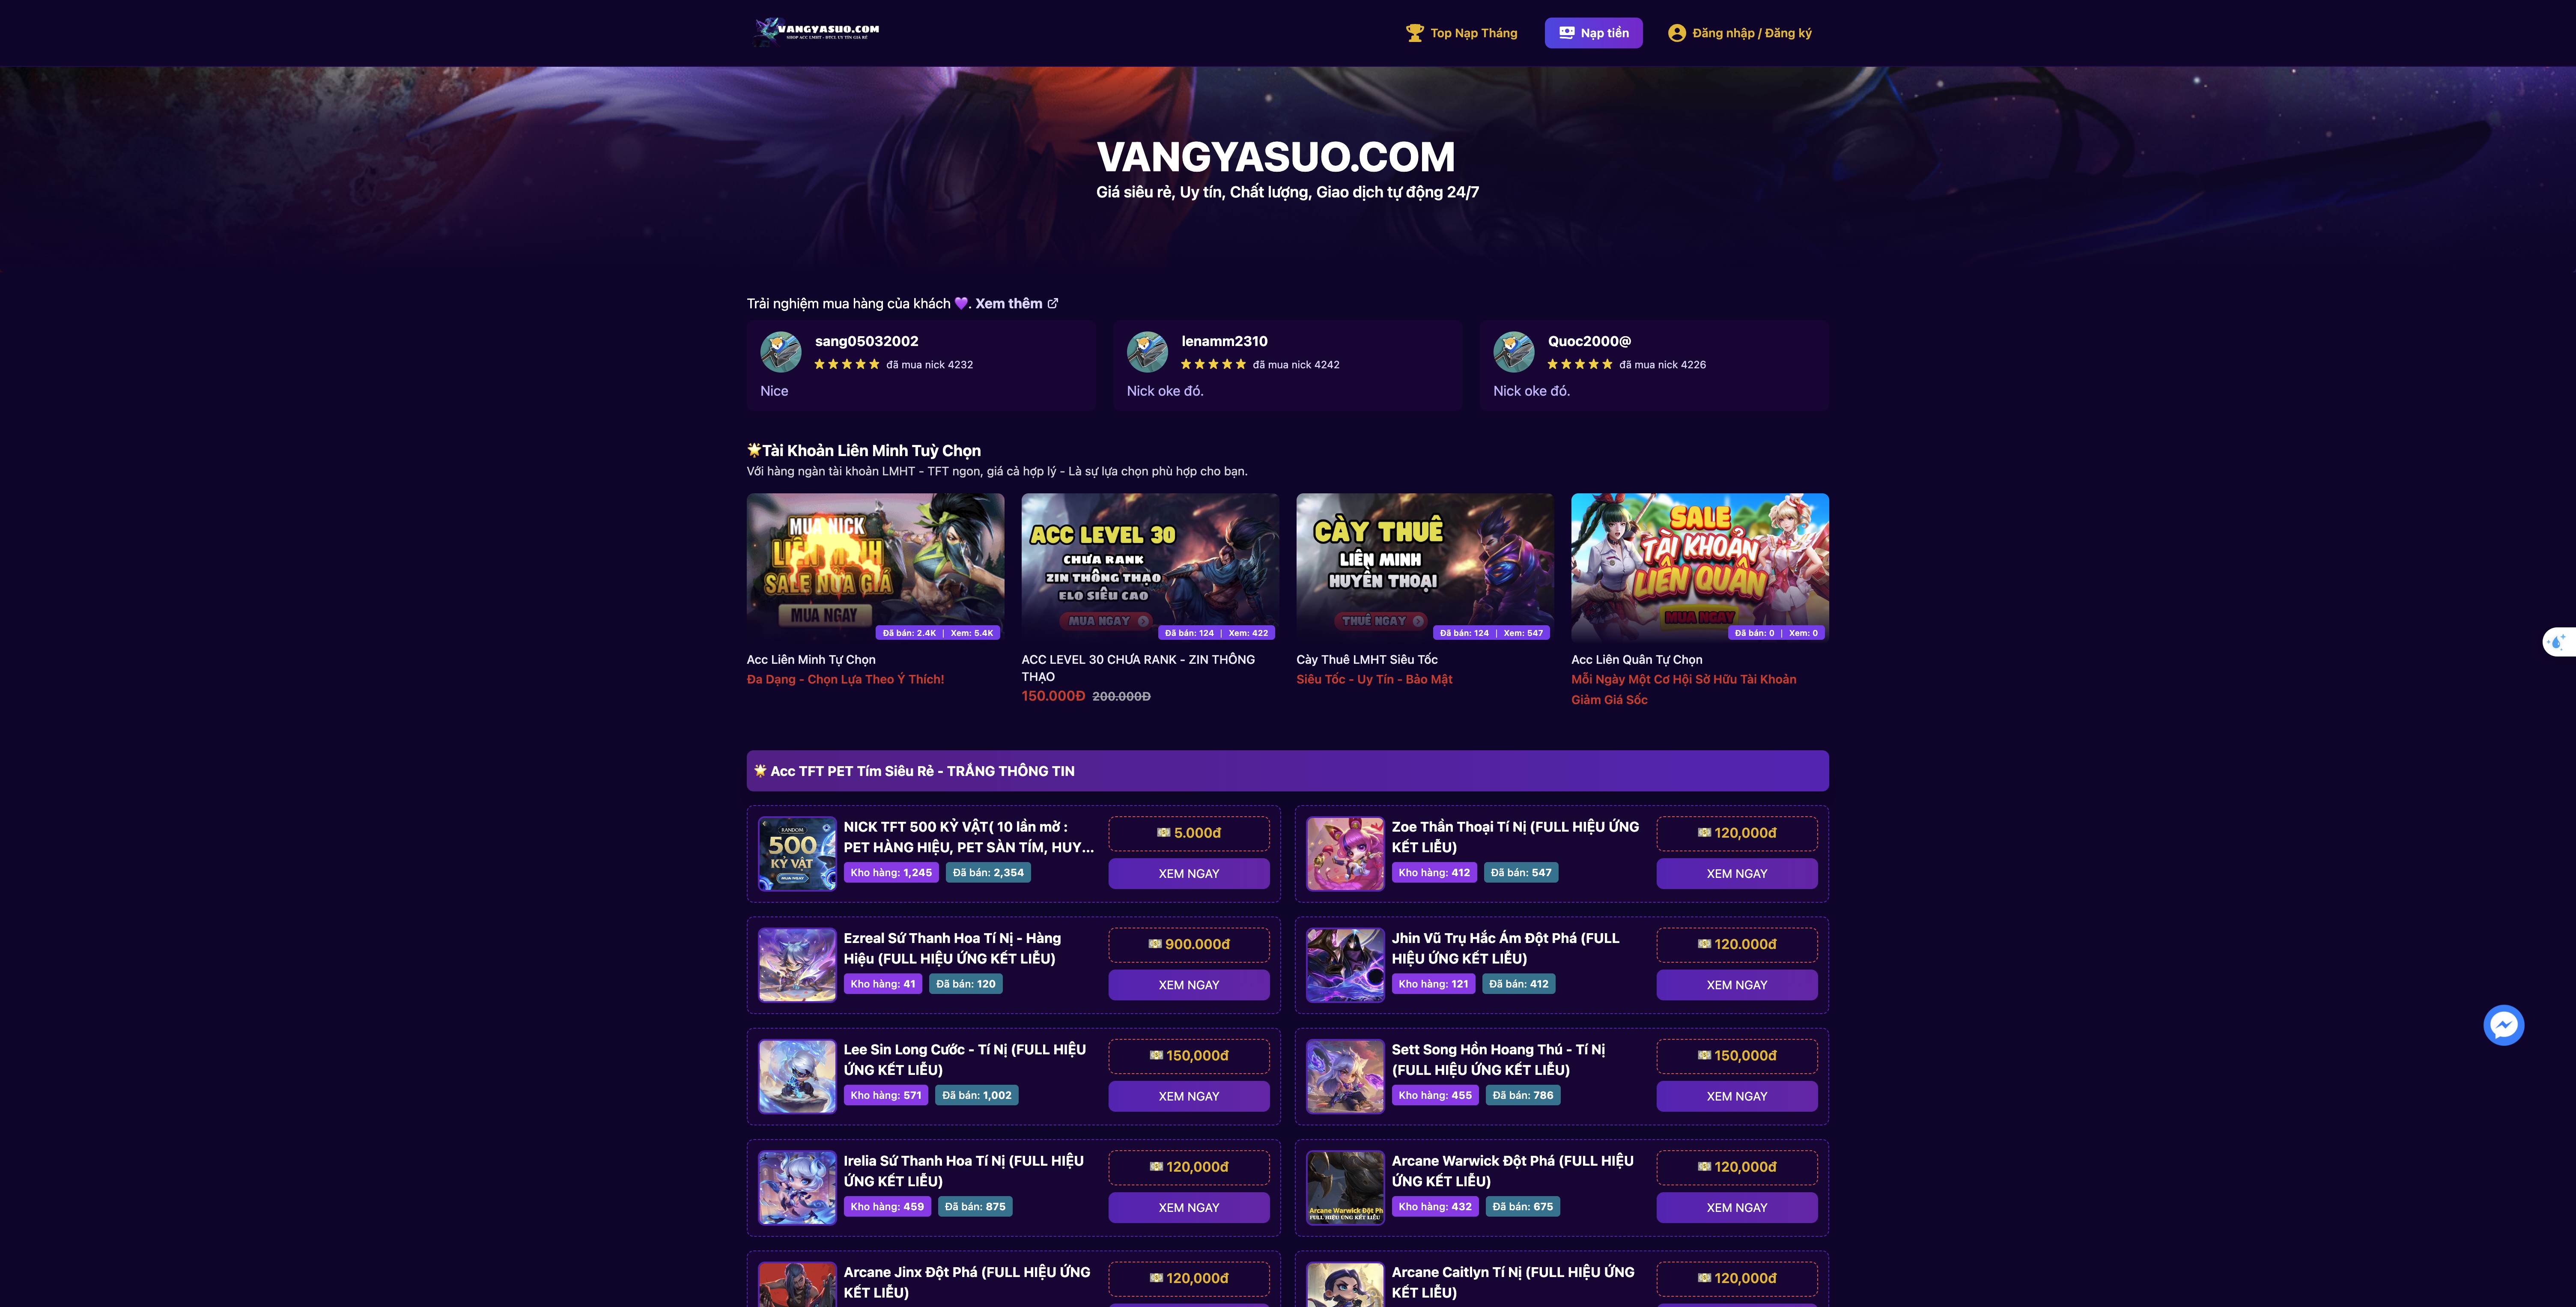 VANGYASUO.COM
SHOP ACC LMHT - ĐTCL UY TÍN GIÁ RẺ
Top Nạp Tháng
Nạp tiền
Đăng nhập / Đăng ký
VANGYASUO.COM
Giá siêu rẻ, Uy tín, Chất lượng, Giao dịch tự động 24/7
Trải nghiệm mua hàng của khách 💜. Xem thêm
sang05032002
đã mua nick 4232
Nice
lenamm2310
đã mua nick 4242
Nick oke đó.
Quoc2000@
đã mua nick 4226
Nick oke đó.
🌟Tài Khoản Liên Minh Tuỳ Chọn
Với hàng ngàn tài khoản LMHT - TFT ngon, giá cả hợp lý - Là sự lựa chọn phù hợp cho bạn.
MUA NICK
LIÊN MINH
SALE NỬA GIÁ
MUA NGAY
Đã bán: 2.4K | Xem: 5.4K
Acc Liên Minh Tự Chọn
Đa Dạng - Chọn Lựa Theo Ý Thích!
ACC LEVEL 30
CHƯA RANK
ZIN THÔNG THẠO
ELO SIÊU CAO
MUA NGAY
Đã bán: 124 | Xem: 422
ACC LEVEL 30 CHƯA RANK - ZIN THÔNG
THẠO
150.000Đ 200.000Đ
CÀY THUÊ
LIÊN MINH
HUYỀN THOẠI
THUÊ NGAY
Đã bán: 124 | Xem: 547
Cày Thuê LMHT Siêu Tốc
Siêu Tốc - Uy Tín - Bảo Mật
SALE
TÀI KHOẢN
LIÊN QUÂN
MUA NGAY
Đã bán: 0 | Xem: 0
Acc Liên Quân Tự Chọn
Mỗi Ngày Một Cơ Hội Sở Hữu Tài Khoản
Giảm Giá Sốc
🌟 Acc TFT PET Tím Siêu Rẻ - TRẮNG THÔNG TIN
RANDOM
500
KỶ VẬT
MUA NGAY
NICK TFT 500 KỶ VẬT( 10 lần mở :
PET HÀNG HIỆU, PET SÀN TÍM, HUY...
Kho hàng: 1,245 Đã bán: 2,354
💵 5.000đ
XEM NGAY
Zoe Thần Thoại Tí Nị (FULL HIỆU ỨNG
KẾT LIỄU)
Kho hàng: 412 Đã bán: 547
💵 120,000đ
XEM NGAY
Ezreal Sứ Thanh Hoa Tí Nị - Hàng
Hiệu (FULL HIỆU ỨNG KẾT LIỄU)
Kho hàng: 41 Đã bán: 120
💵 900.000đ
XEM NGAY
Jhin Vũ Trụ Hắc Ám Đột Phá (FULL
HIỆU ỨNG KẾT LIỄU)
Kho hàng: 121 Đã bán: 412
💵 120.000đ
XEM NGAY
Lee Sin Long Cước - Tí Nị (FULL HIỆU
ỨNG KẾT LIỄU)
Kho hàng: 571 Đã bán: 1,002
💵 150,000đ
XEM NGAY
Sett Song Hồn Hoang Thú - Tí Nị
(FULL HIỆU ỨNG KẾT LIỄU)
Kho hàng: 455 Đã bán: 786
💵 150,000đ
XEM NGAY
Irelia Sứ Thanh Hoa Tí Nị (FULL HIỆU
ỨNG KẾT LIỄU)
Kho hàng: 459 Đã bán: 875
💵 120,000đ
XEM NGAY
Arcane Warwick Đột Ph
FULL HIỆU ỨNG KẾT LIỄU
Arcane Warwick Đột Phá (FULL HIỆU
ỨNG KẾT LIỄU)
Kho hàng: 432 Đã bán: 675
💵 120,000đ
XEM NGAY
Arcane Jinx Đột Phá (FULL HIỆU ỨNG
KẾT LIỄU)
💵 120,000đ
Arcane Caitlyn Tí Nị (FULL HIỆU ỨNG
KẾT LIỄU)
💵 120,000đ